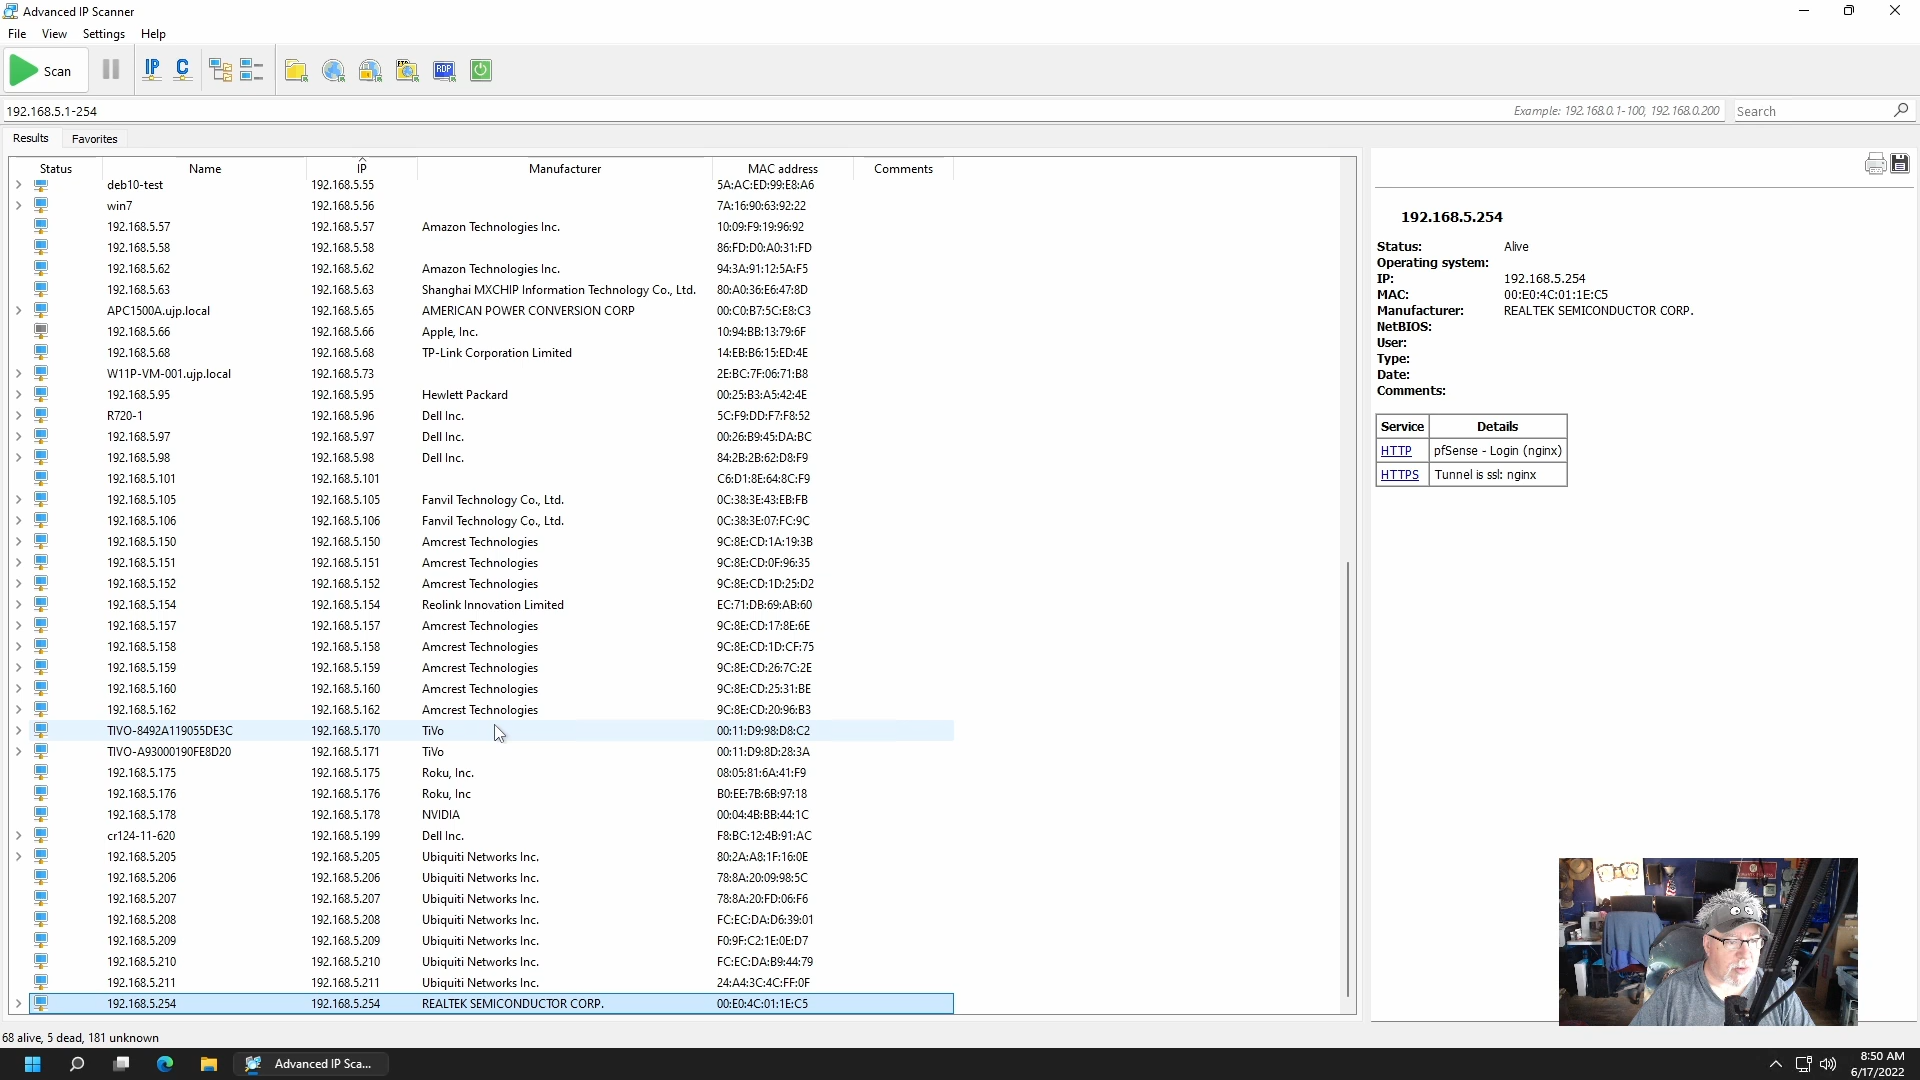 Advanced IP Scanner
File View Settings Help
Scan IP C FTP RDP
192.168.5.1-254 Example: 192.168.0.1-100, 192.168.0.200 Search
Results Favorites
Status Name IP Manufacturer MAC address Comments
deb10-test 192.168.5.55 5A:AC:ED:99:E8:A6
win7 192.168.5.56 7A:16:90:63:92:22
192.168.5.57 192.168.5.57 Amazon Technologies Inc. 10:09:F9:19:96:92
192.168.5.58 192.168.5.58 86:FD:D0:A0:31:FD
192.168.5.62 192.168.5.62 Amazon Technologies Inc. 94:3A:91:12:5A:F5
192.168.5.63 192.168.5.63 Shanghai MXCHIP Information Technology Co., Ltd. 80:A0:36:E6:47:8D
APC1500A.ujp.local 192.168.5.65 AMERICAN POWER CONVERSION CORP 00:C0:B7:5C:E8:C3
192.168.5.66 192.168.5.66 Apple, Inc. 10:94:BB:13:79:6F
192.168.5.68 192.168.5.68 TP-Link Corporation Limited 14:EB:B6:15:ED:4E
W11P-VM-001.ujp.local 192.168.5.73 2E:BC:7F:06:71:B8
192.168.5.95 192.168.5.95 Hewlett Packard 00:25:B3:A5:42:4E
R720-1 192.168.5.96 Dell Inc. 5C:F9:DD:F7:F8:52
192.168.5.97 192.168.5.97 Dell Inc. 00:26:B9:45:DA:BC
192.168.5.98 192.168.5.98 Dell Inc. 84:2B:2B:62:D8:F9
192.168.5.101 192.168.5.101 C6:D1:8E:64:8C:F9
192.168.5.105 192.168.5.105 Fanvil Technology Co., Ltd. 0C:38:3E:43:EB:FB
192.168.5.106 192.168.5.106 Fanvil Technology Co., Ltd. 0C:38:3E:07:FC:9C
192.168.5.150 192.168.5.150 Amcrest Technologies 9C:8E:CD:1A:19:3B
192.168.5.151 192.168.5.151 Amcrest Technologies 9C:8E:CD:0F:96:35
192.168.5.152 192.168.5.152 Amcrest Technologies 9C:8E:CD:1D:25:D2
192.168.5.154 192.168.5.154 Reolink Innovation Limited EC:71:DB:69:AB:60
192.168.5.157 192.168.5.157 Amcrest Technologies 9C:8E:CD:17:8E:6E
192.168.5.158 192.168.5.158 Amcrest Technologies 9C:8E:CD:1D:CF:75
192.168.5.159 192.168.5.159 Amcrest Technologies 9C:8E:CD:26:7C:2E
192.168.5.160 192.168.5.160 Amcrest Technologies 9C:8E:CD:25:31:BE
192.168.5.162 192.168.5.162 Amcrest Technologies 9C:8E:CD:20:96:B3
TIVO-8492A119055DE3C 192.168.5.170 TiVo 00:11:D9:98:D8:C2
TIVO-A93000190FE8D20 192.168.5.171 TiVo 00:11:D9:8D:28:3A
192.168.5.175 192.168.5.175 Roku, Inc. 08:05:81:6A:41:F9
192.168.5.176 192.168.5.176 Roku, Inc B0:EE:7B:6B:97:18
192.168.5.178 192.168.5.178 NVIDIA 00:04:4B:BB:44:1C
cr124-11-620 192.168.5.199 Dell Inc. F8:BC:12:4B:91:AC
192.168.5.205 192.168.5.205 Ubiquiti Networks Inc. 80:2A:A8:1F:16:0E
192.168.5.206 192.168.5.206 Ubiquiti Networks Inc. 78:8A:20:09:98:5C
192.168.5.207 192.168.5.207 Ubiquiti Networks Inc. 78:8A:20:FD:06:F6
192.168.5.208 192.168.5.208 Ubiquiti Networks Inc. FC:EC:DA:D6:39:01
192.168.5.209 192.168.5.209 Ubiquiti Networks Inc. F0:9F:C2:1E:0E:D7
192.168.5.210 192.168.5.210 Ubiquiti Networks Inc. FC:EC:DA:B9:44:79
192.168.5.211 192.168.5.211 Ubiquiti Networks Inc. 24:A4:3C:4C:FF:0F
192.168.5.254 192.168.5.254 REALTEK SEMICONDUCTOR CORP. 00:E0:4C:01:1E:C5
192.168.5.254
Status: Alive
Operating system:
IP: 192.168.5.254
MAC: 00:E0:4C:01:1E:C5
Manufacturer: REALTEK SEMICONDUCTOR CORP.
NetBIOS:
User:
Type:
Date:
Comments:
Service Details
HTTP pfSense - Login (nginx)
HTTPS Tunnel is ssl: nginx
68 alive, 5 dead, 181 unknown
Advanced IP Sca...
8:50 AM
6/17/2022